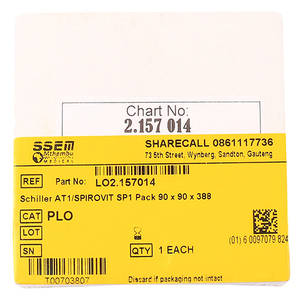 Chart No:
2.157 014
SSEM
Mthembu
MEDICAL
SHARECALL 0861117736
73 5th Street, Wynberg, Sandton, Gauteng
REF Part No: LO2.157014
Schiller AT1/SPIROVIT SP1 Pack 90 x 90 x 388
CAT PLO
LOT
SN QTY 1 EACH
(01) 6 0097079 824
T00703807 Discard if packaging is not intact